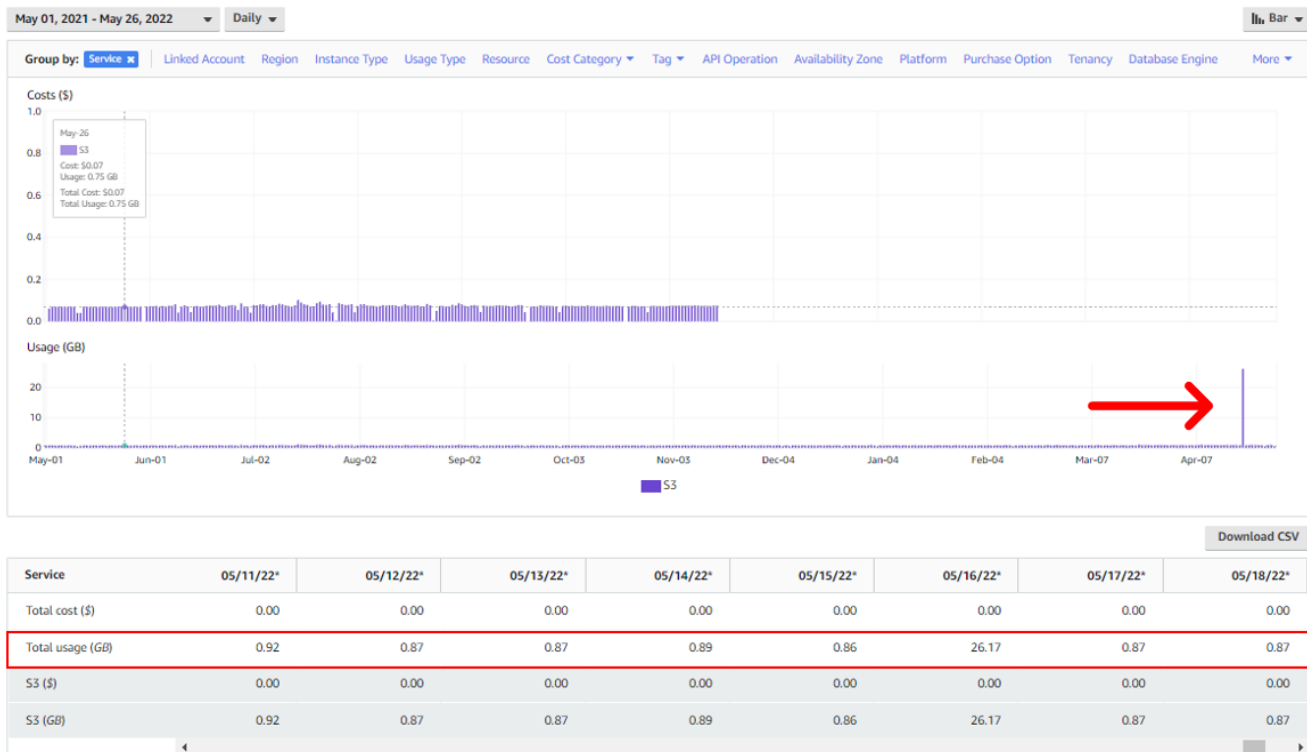 May 01, 2021 - May 26, 2022 Daily Bar
Group by: Service × Linked Account Region Instance Type Usage Type Resource Cost Category Tag API Operation Availability Zone Platform Purchase Option Tenancy Database Engine More
Costs ($)
1.0
May-26
S3
0.8
Cost: $0.07
Usage: 0.75 GB
Total Cost: $0.07
0.6
Total Usage: 0.75 GB
0.4
0.2
0.0
Usage (GB)
20
10
0
May-01 Jun-01 Jul-02 Aug-02 Sep-02 Oct-03 Nov-03 Dec-04 Jan-04 Feb-04 Mar-07 Apr-07
S3
Download CSV
Service 05/11/22* 05/12/22* 05/13/22* 05/14/22* 05/15/22* 05/16/22* 05/17/22* 05/18/22*
Total cost ($) 0.00 0.00 0.00 0.00 0.00 0.00 0.00 0.00
Total usage (GB) 0.92 0.87 0.87 0.89 0.86 26.17 0.87 0.87
S3 ($) 0.00 0.00 0.00 0.00 0.00 0.00 0.00 0.00
S3 (GB) 0.92 0.87 0.87 0.89 0.86 26.17 0.87 0.87